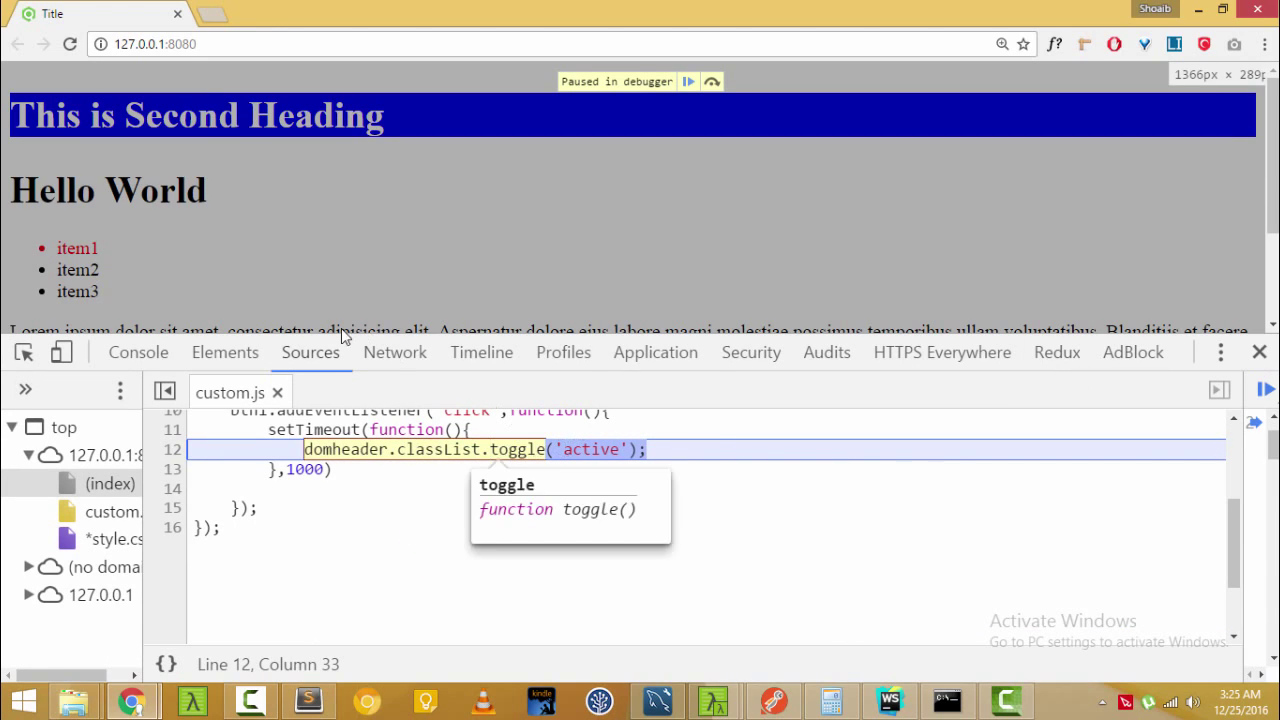 Title
Shoaib
127.0.0.1:8080
f?
Paused in debugger
1366px × 289p
This is Second Heading
Hello World
item1
item2
item3
Lorem ipsum dolor sit amet, consectetur adipisicing elit. Aspernatur dolore eius labore magni molestiae possimus temporibus ullam voluptatibus. Blanditiis et facere
Console
Elements
Sources
Network
Timeline
Profiles
Application
Security
Audits
HTTPS Everywhere
Redux
AdBlock
custom.js
top
127.0.0.1:8
(index)
custom.
*style.cs
(no doma
127.0.0.1
10 btn1.addEventListener("click",function(){
11 setTimeout(function(){
12 domheader.classList.toggle('active');
13 },1000)
14
15 });
16 });
toggle
function toggle()
Activate Windows
Go to PC settings to activate Windows.
{} Line 12, Column 33
3:25 AM
12/25/2016